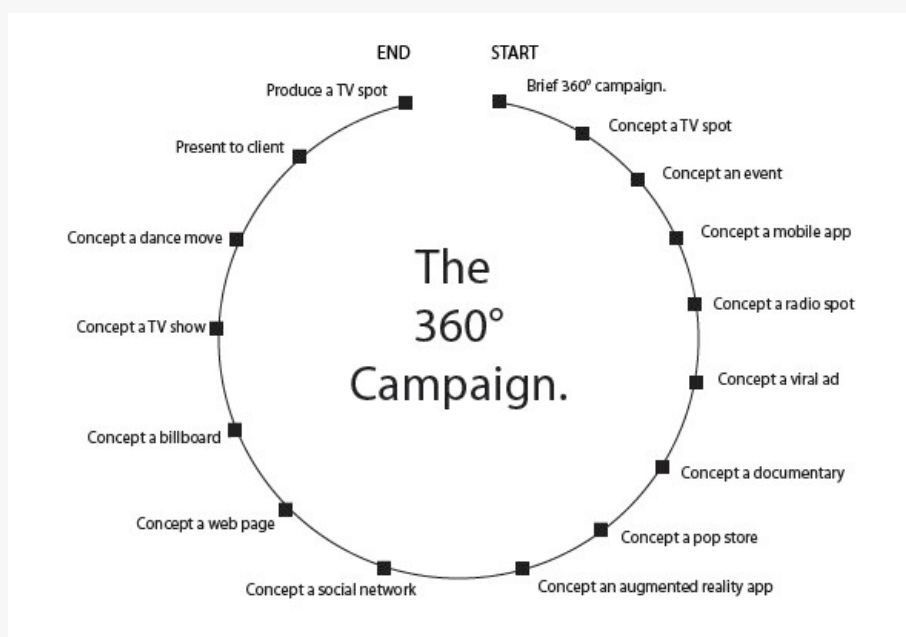 END
START
Brief 360° campaign.
Concept a TV spot
Concept an event
Concept a mobile app
Concept a radio spot
Concept a viral ad
Concept a documentary
Concept a pop store
Concept an augmented reality app
Concept a social network
Concept a web page
Concept a billboard
Concept a TV show
Concept a dance move
Present to client
Produce a TV spot
The
360°
Campaign.